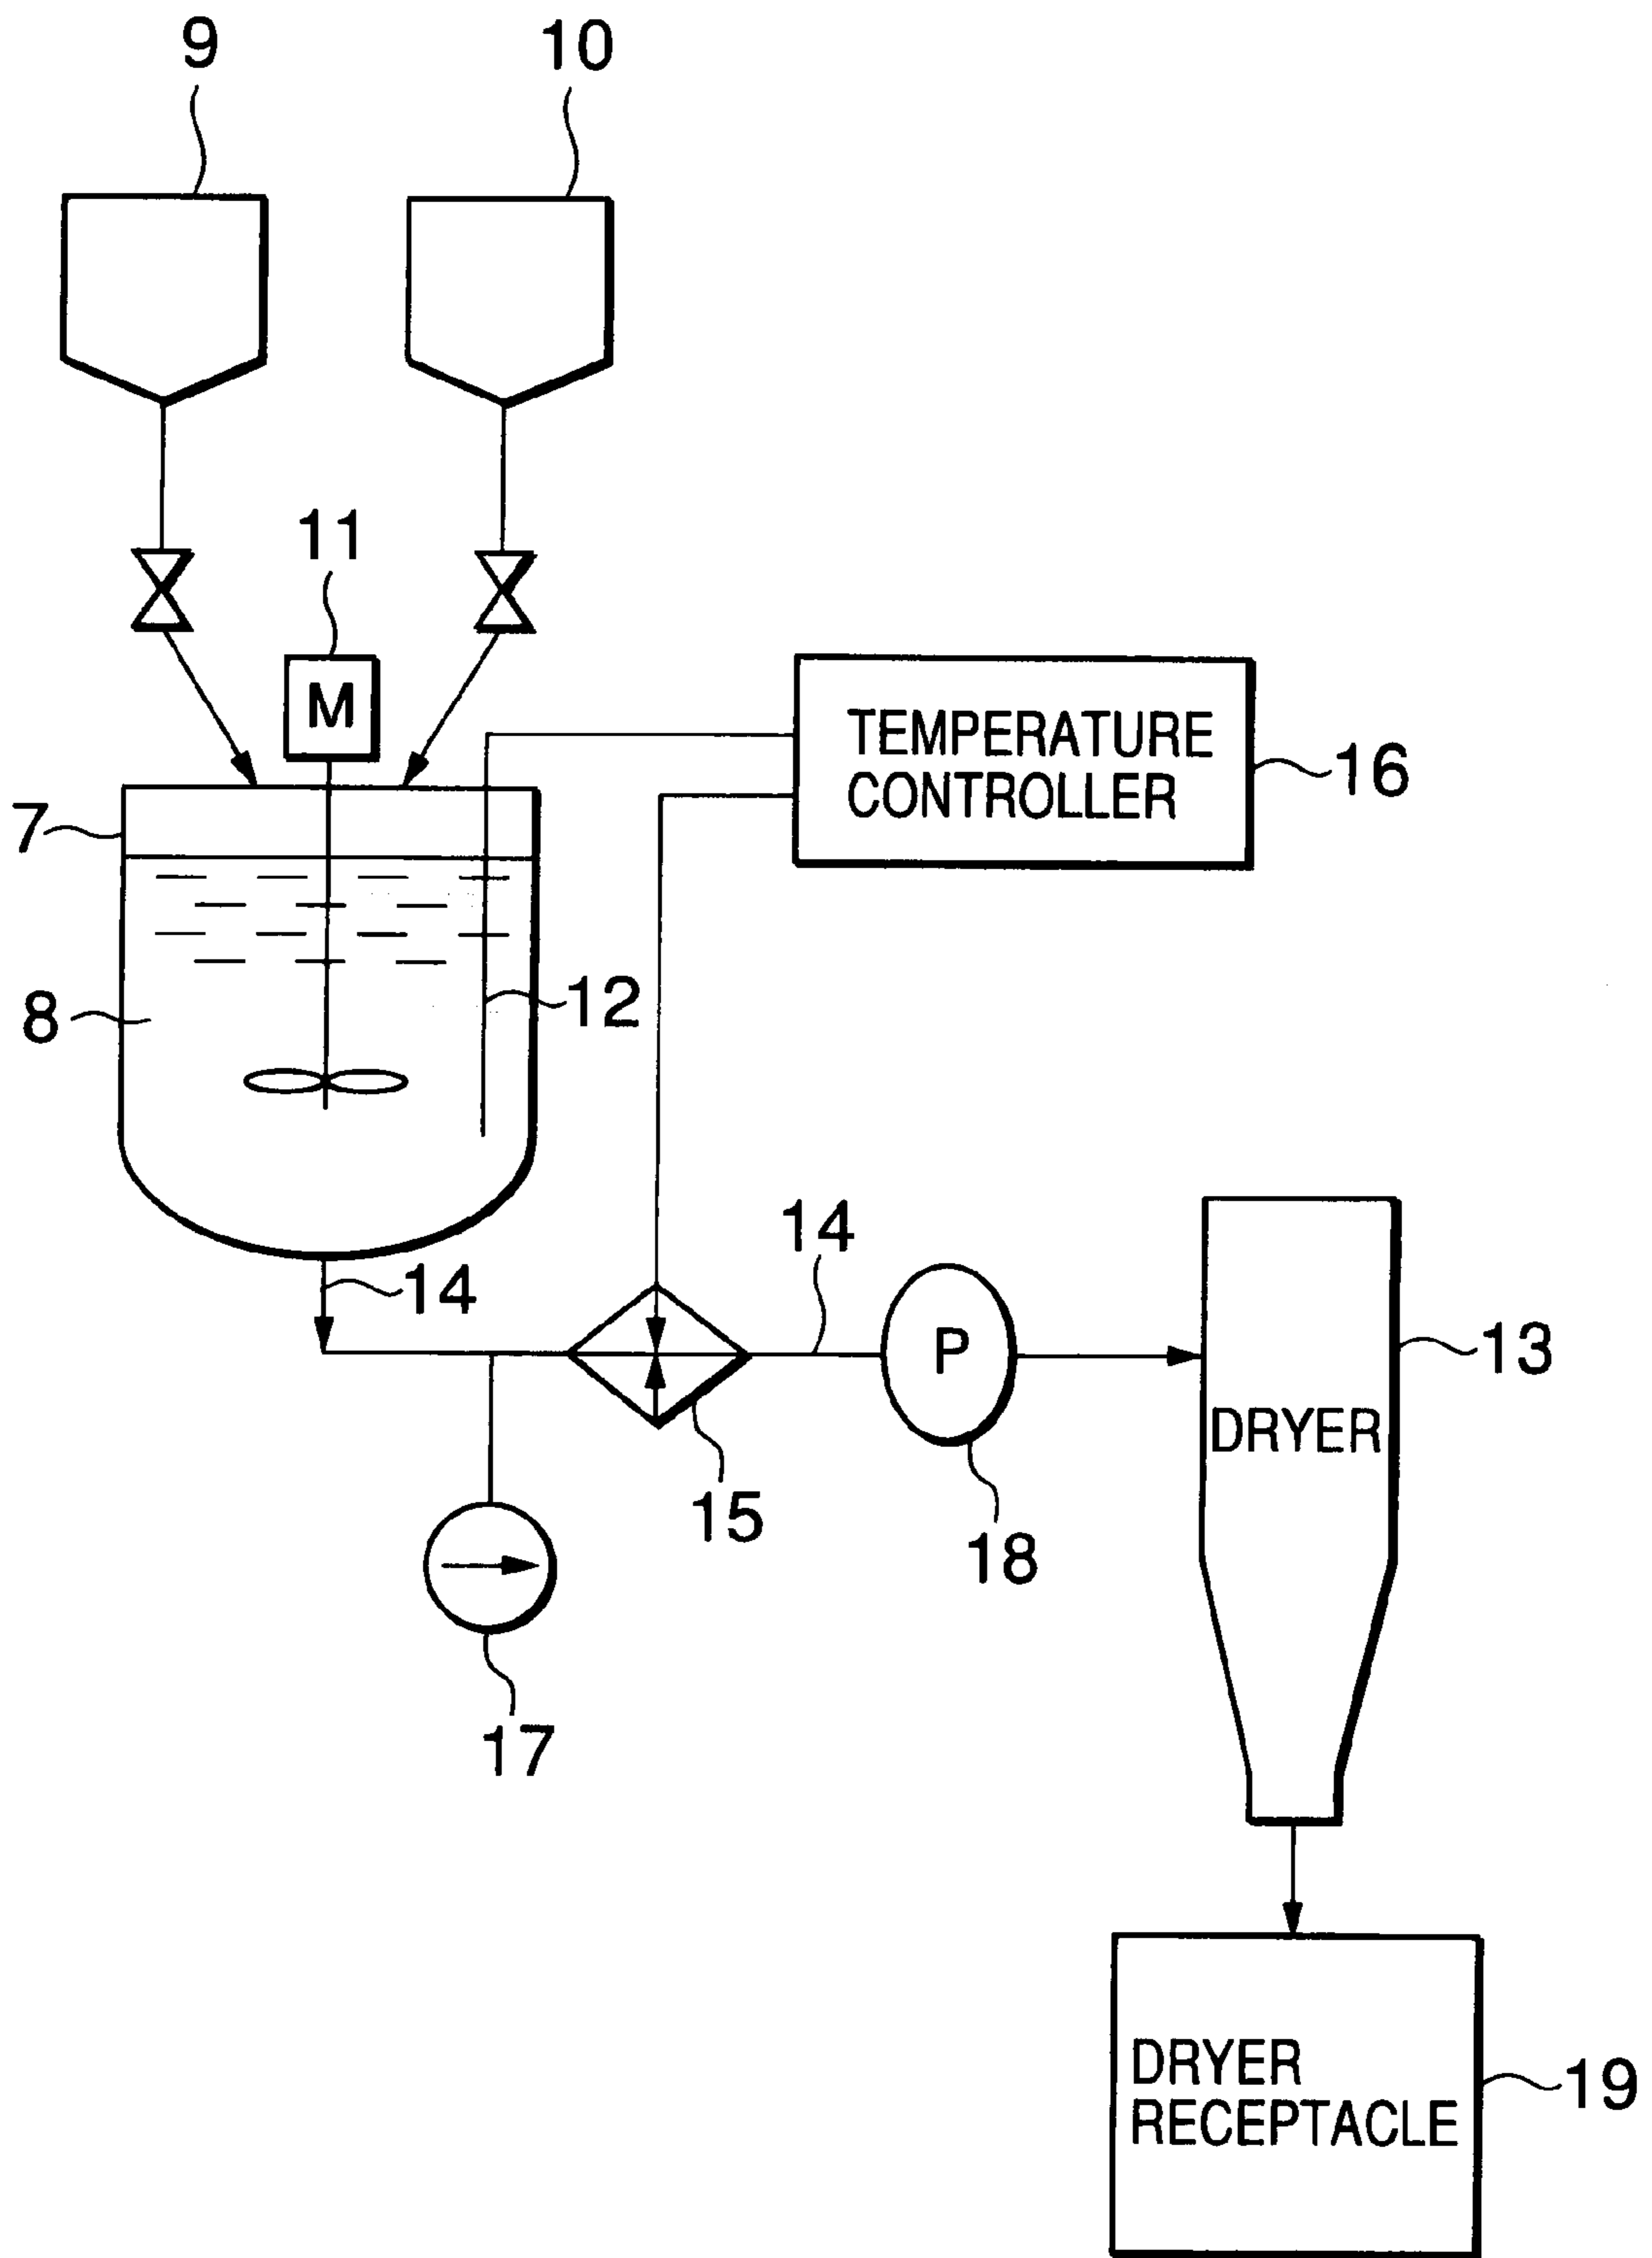 9
10
11
M
TEMPERATURE
CONTROLLER
16
7
8
12
14
14
P
13
DRYER
15
18
17
DRYER
RECEPTACLE
19